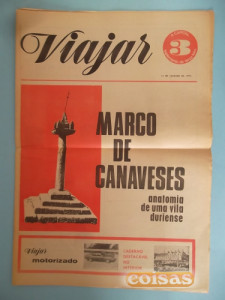 Viajar
3
MARCO
DE
CANAVESES
anatomia
de uma vila
duriense
Viajar
motorizado
coisas